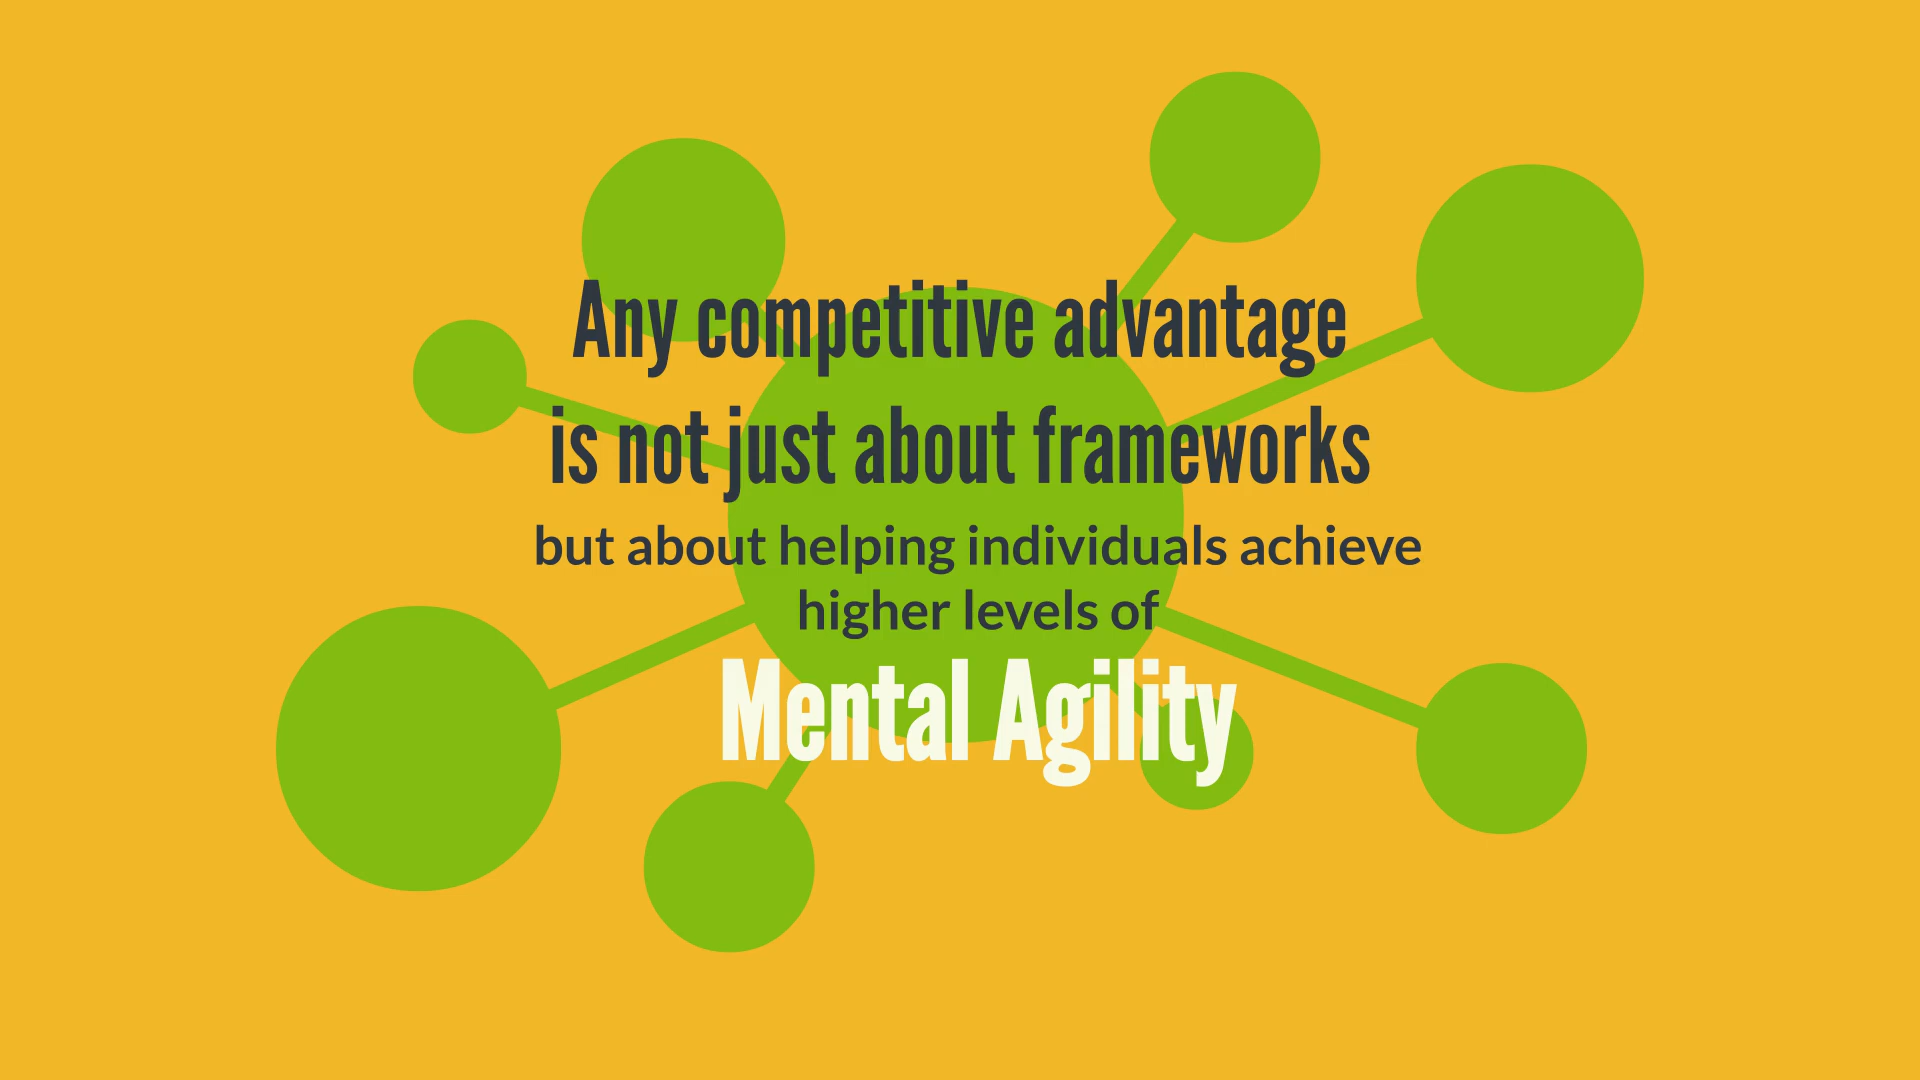 Any competitive advantage
is not just about frameworks
but about helping individuals achieve
higher levels of
Mental Agility